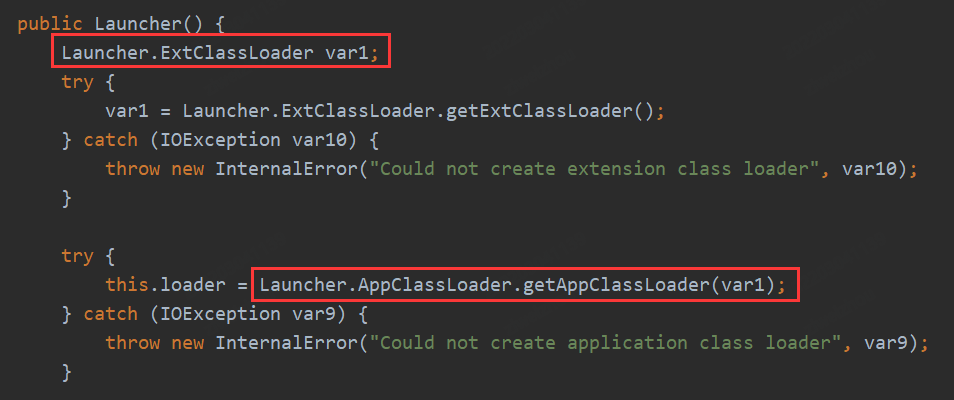 public Launcher() {
    Launcher.ExtClassLoader var1;
    try {
        var1 = Launcher.ExtClassLoader.getExtClassLoader();
    } catch (IOException var10) {
        throw new InternalError("Could not create extension class loader", var10);
    }

    try {
        this.loader = Launcher.AppClassLoader.getAppClassLoader(var1);
    } catch (IOException var9) {
        throw new InternalError("Could not create application class loader", var9);
    }